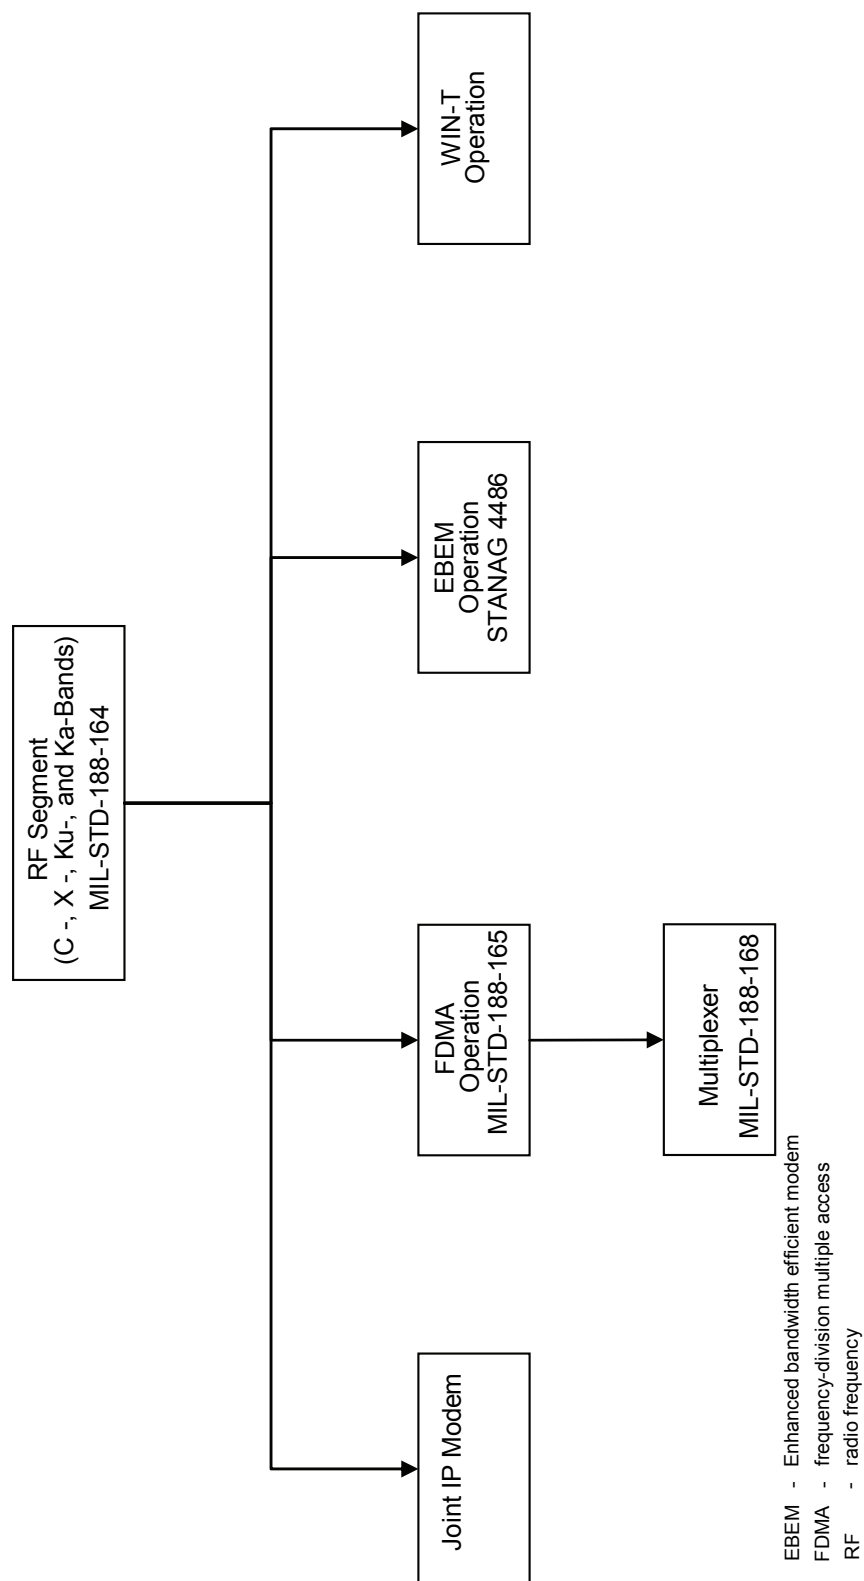 RF Segment
(C -, X -, Ku-, and Ka-Bands)
MIL-STD-188-164
Joint IP Modem
FDMA
Operation
MIL-STD-188-165
EBEM
Operation
STANAG 4486
WIN-T
Operation
Multiplexer
MIL-STD-188-168
EBEM - Enhanced bandwidth efficient modem
FDMA - frequency-division multiple access
RF - radio frequency